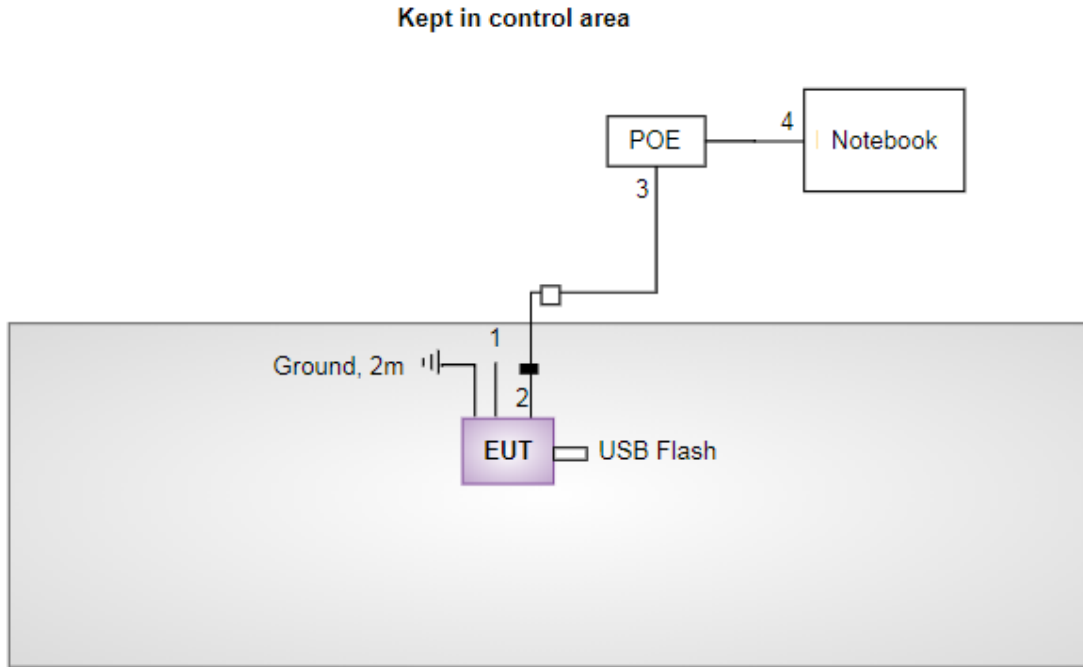 Kept in control area
POE
4
Notebook
3
1
Ground, 2m
2
EUT
USB Flash